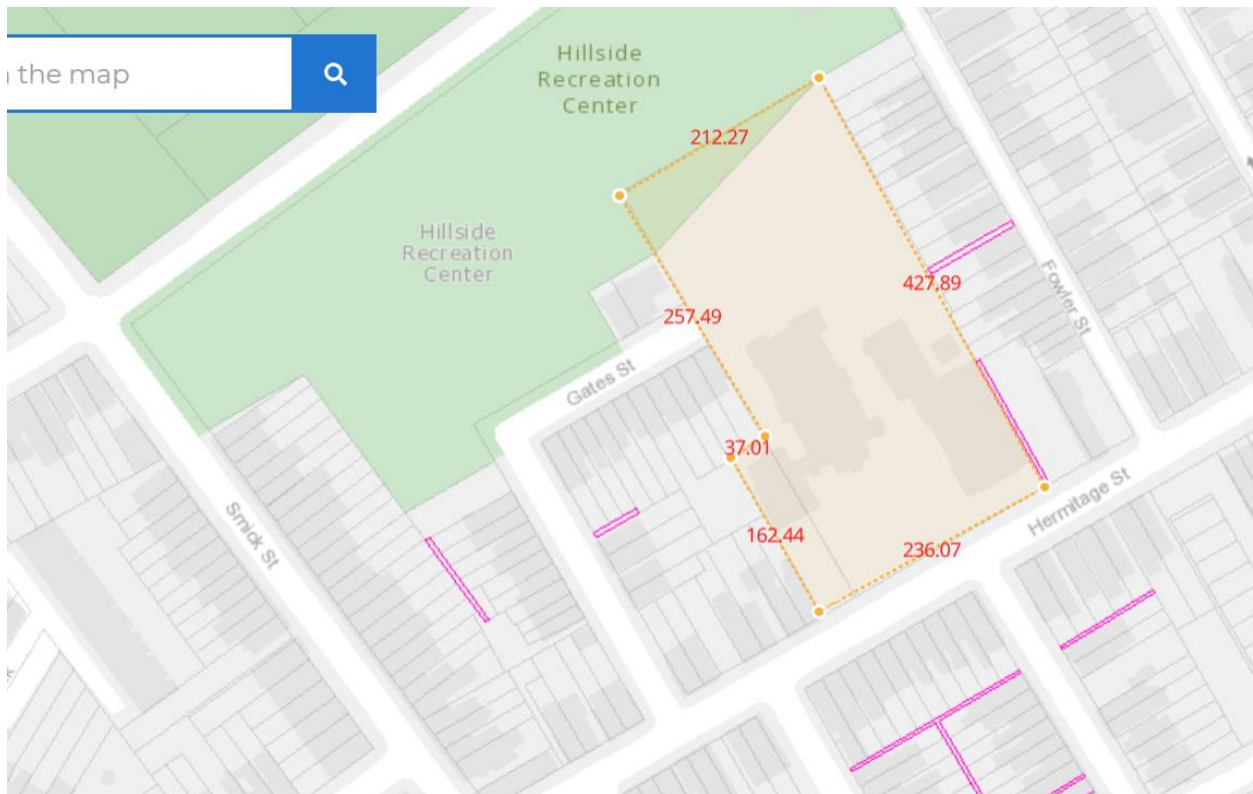 the map
Hillside
Recreation
Center
212.27
Hillside
Recreation
Center
427.89
Fowler St
257.49
Gates St
37.01
Smick St
162.44
236.07
Hermitage St